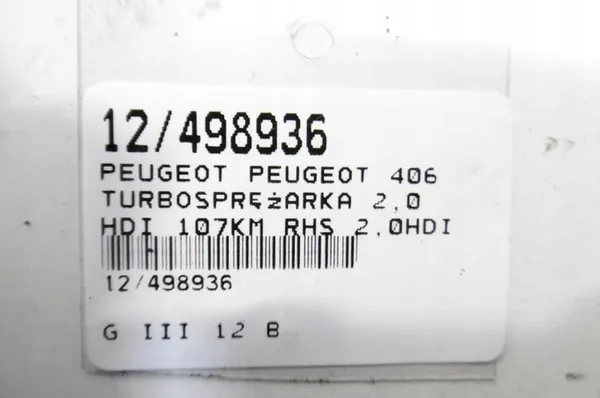 12/498936
PEUGEOT PEUGEOT 406
TURBOSPRĘŻARKA 2,0
HDI 107KM RHS 2,0HDI
12/498936
G III 12 B